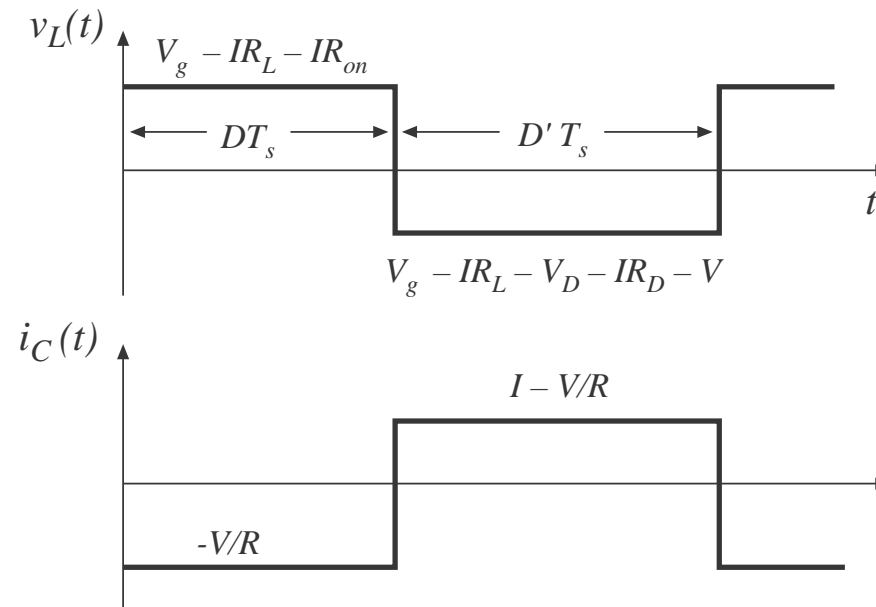 v_L(t)
V_g – IR_L – IR_on
DT_s
D' T_s
t
V_g – IR_L – V_D – IR_D – V
i_C(t)
I – V/R
-V/R